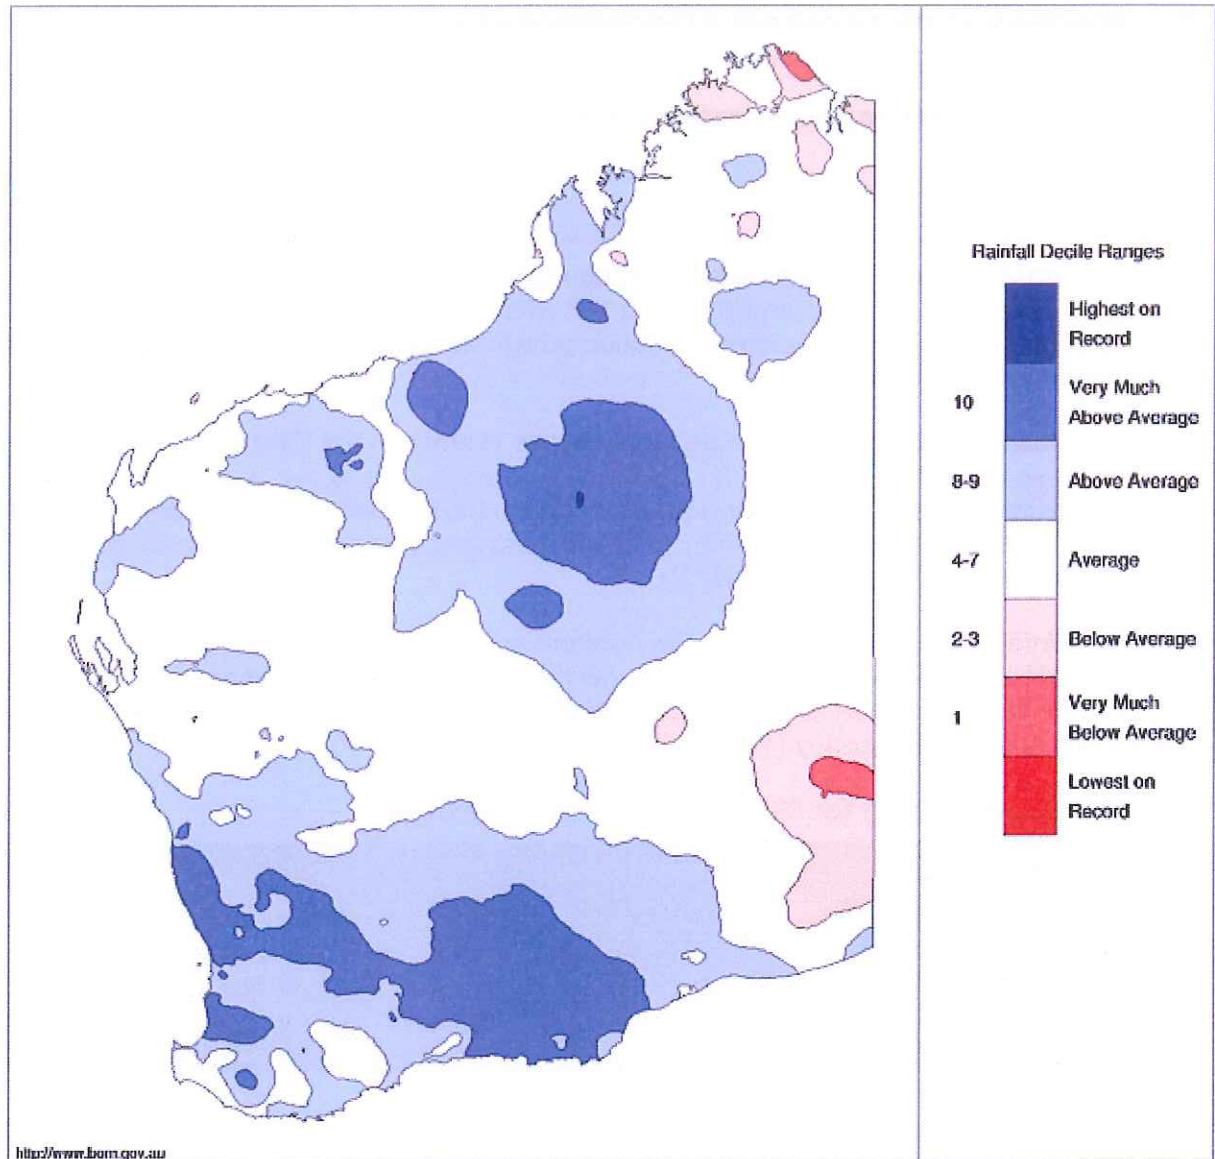 Rainfall Decile Ranges
Highest on
Record
10
Very Much
Above Average
8-9
Above Average
4-7
Average
2-3
Below Average
1
Very Much
Below Average
Lowest on
Record
http://www.bom.gov.au